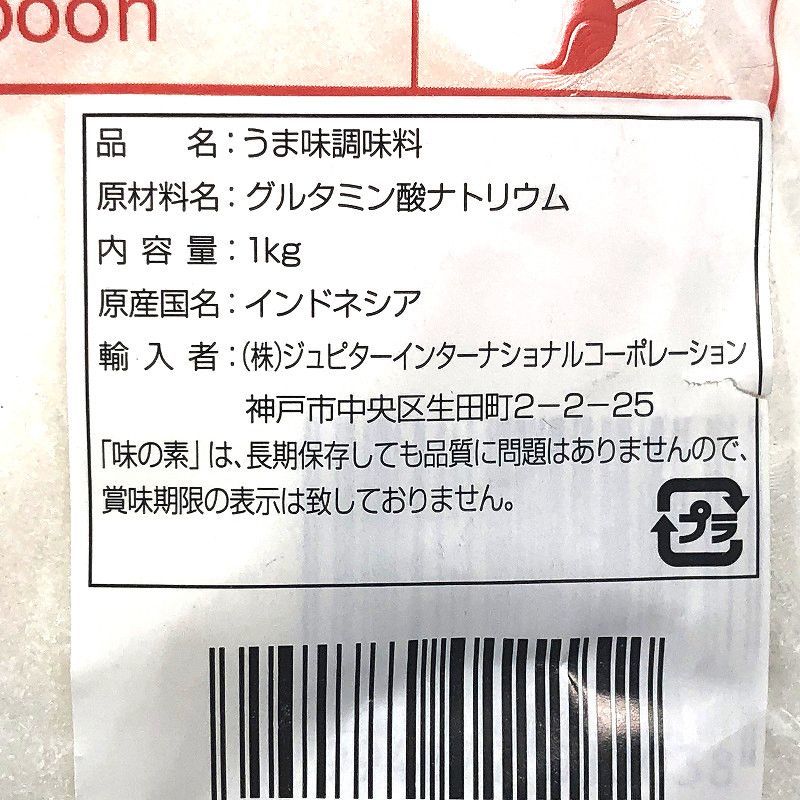 poon
品名：うま味調味料
原材料名：グルタミン酸ナトリウム
内容量：1kg
原産国名：インドネシア
輸入者：(株)ジュピターインターナショナルコーポレーション
神戸市中央区生田町2−2−25
「味の素」は、長期保存しても品質に問題はありませんので、
賞味期限の表示は致しておりません。
プラ